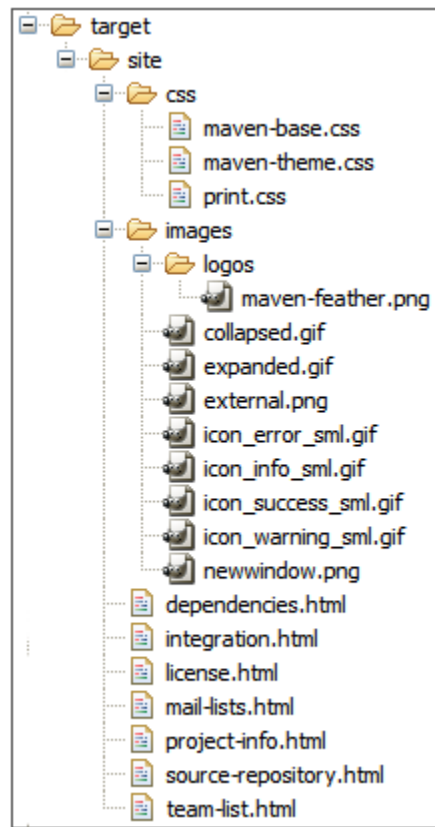 target
site
css
maven-base.css
maven-theme.css
print.css
images
logos
maven-feather.png
collapsed.gif
expanded.gif
external.png
icon_error_sml.gif
icon_info_sml.gif
icon_success_sml.gif
icon_warning_sml.gif
newwindow.png
dependencies.html
integration.html
license.html
mail-lists.html
project-info.html
source-repository.html
team-list.html